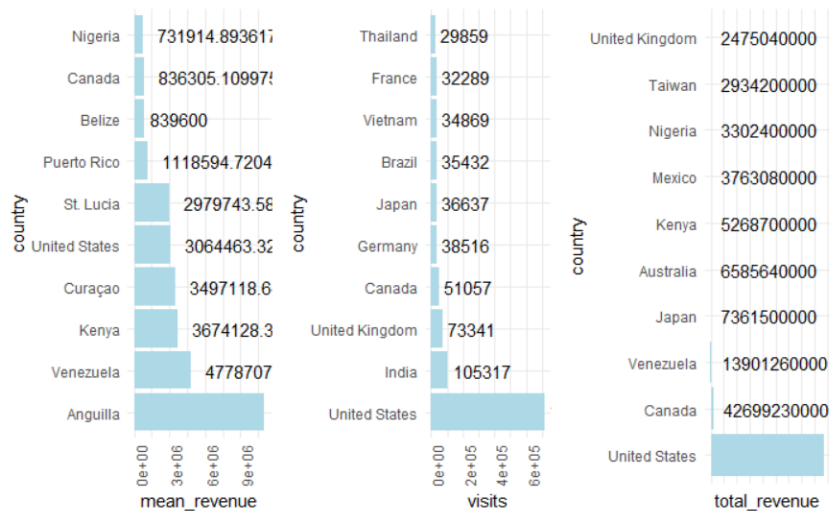 country
Nigeria 731914.893617
Canada 836305.109975
Belize 839600
Puerto Rico 1118594.7204
St. Lucia 2979743.58
United States 3064463.32
Curaçao 3497118.6
Kenya 3674128.3
Venezuela 4778707
Anguilla
0e+00 3e+06 6e+06 9e+06
mean_revenue
country
Thailand 29859
France 32289
Vietnam 34869
Brazil 35432
Japan 36637
Germany 38516
Canada 51057
United Kingdom 73341
India 105317
United States
0e+00 2e+05 4e+05 6e+05
visits
country
United Kingdom 2475040000
Taiwan 2934200000
Nigeria 3302400000
Mexico 3763080000
Kenya 5268700000
Australia 6585640000
Japan 7361500000
Venezuela 13901260000
Canada 42699230000
United States
total_revenue